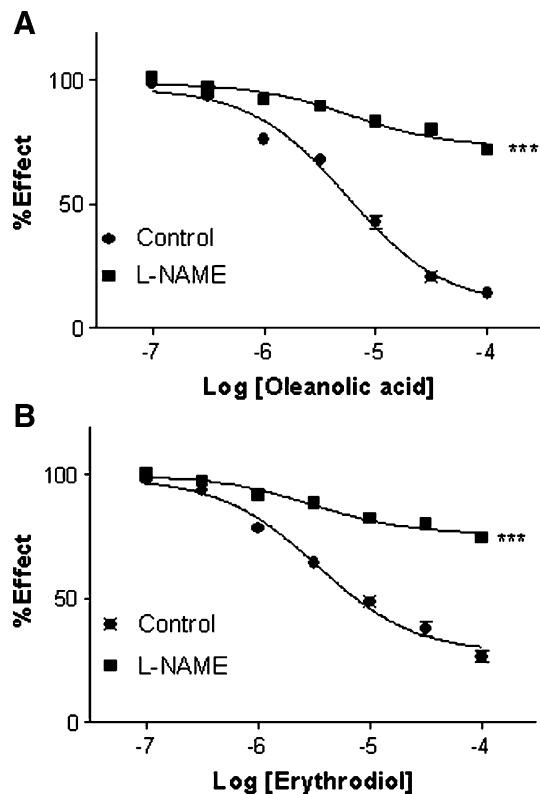 A
%Effect
100
50
0
Control
L-NAME
***
-7 -6 -5 -4
Log [Oleanolic acid]
B
%Effect
100
50
0
Control
L-NAME
***
-7 -6 -5 -4
Log [Erythrodiol]